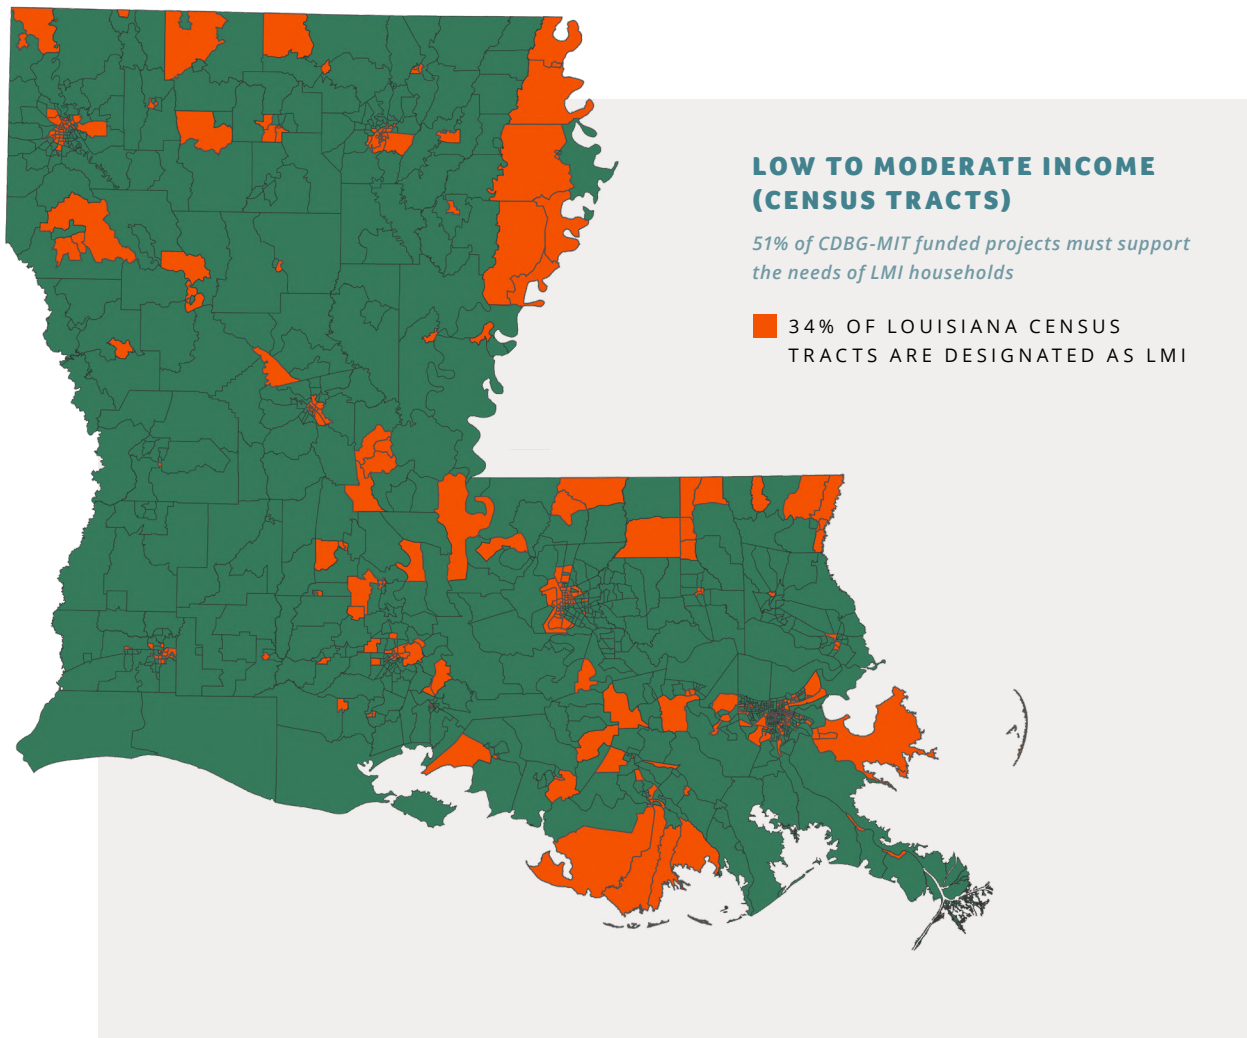 LOW TO MODERATE INCOME
(CENSUS TRACTS)
51% of CDBG-MIT funded projects must support
the needs of LMI households
34% OF LOUISIANA CENSUS
TRACTS ARE DESIGNATED AS LMI